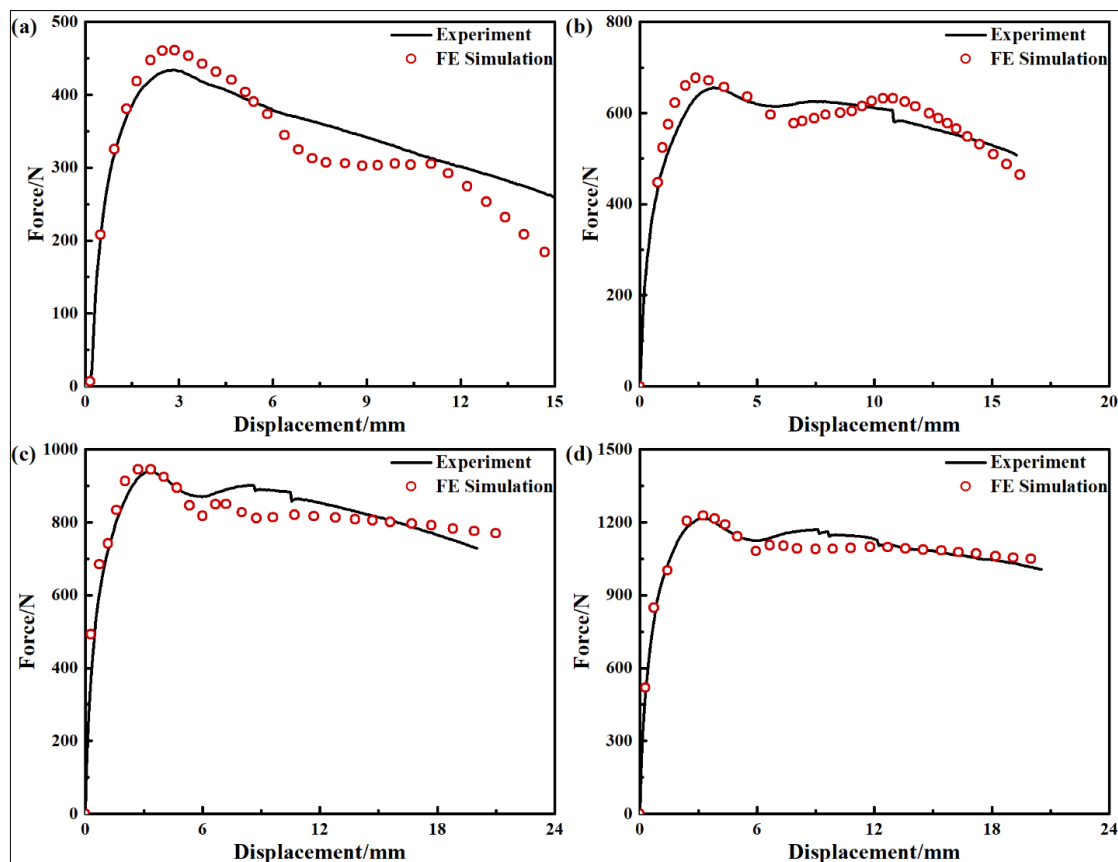 (a)
Experiment
FE Simulation
Force/N
500
400
300
200
100
0
0 3 6 9 12 15
Displacement/mm
(b)
Experiment
FE Simulation
Force/N
800
600
400
200
0
0 5 10 15 20
Displacement/mm
(c)
Experiment
FE Simulation
Force/N
1000
800
600
400
200
0
0 6 12 18 24
Displacement/mm
(d)
Experiment
FE Simulation
Force/N
1500
1200
900
600
300
0
0 6 12 18 24
Displacement/mm